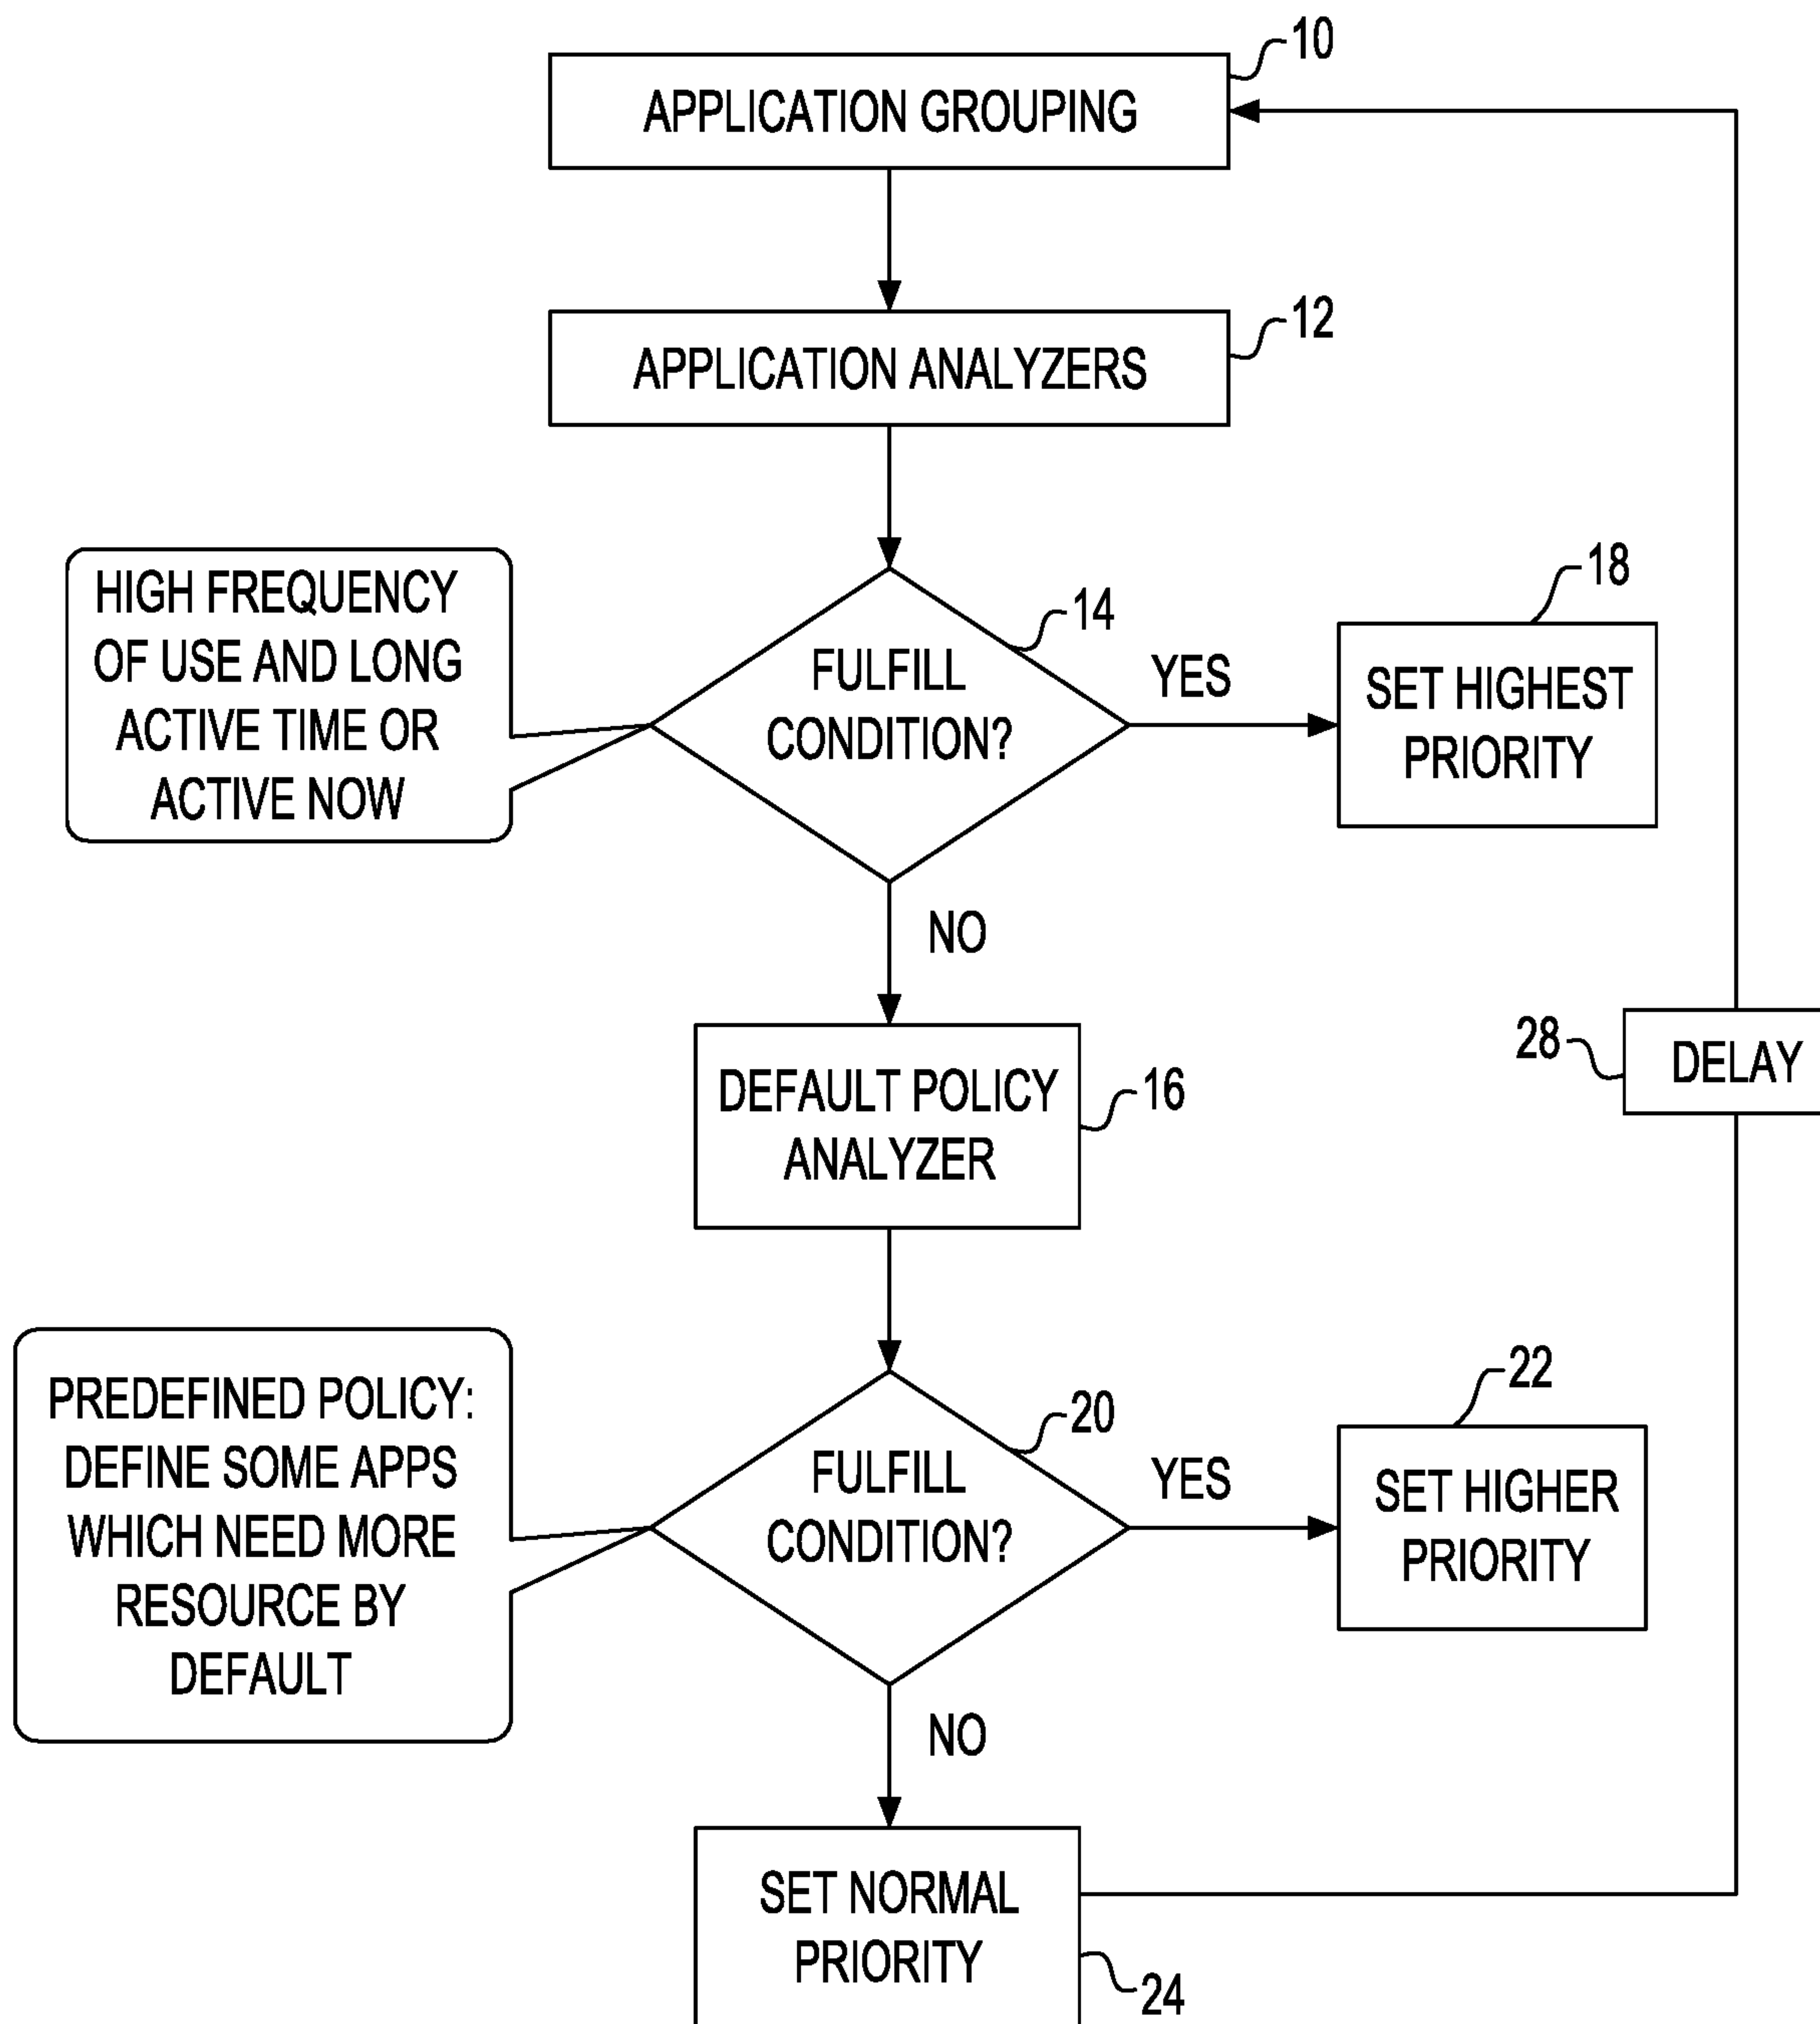 10
APPLICATION GROUPING
12
APPLICATION ANALYZERS
HIGH FREQUENCY
OF USE AND LONG
ACTIVE TIME OR
ACTIVE NOW
14
FULFILL
CONDITION?
YES
18
SET HIGHEST
PRIORITY
NO
DEFAULT POLICY
ANALYZER
16
28
DELAY
PREDEFINED POLICY:
DEFINE SOME APPS
WHICH NEED MORE
RESOURCE BY
DEFAULT
20
FULFILL
CONDITION?
YES
22
SET HIGHER
PRIORITY
NO
SET NORMAL
PRIORITY
24